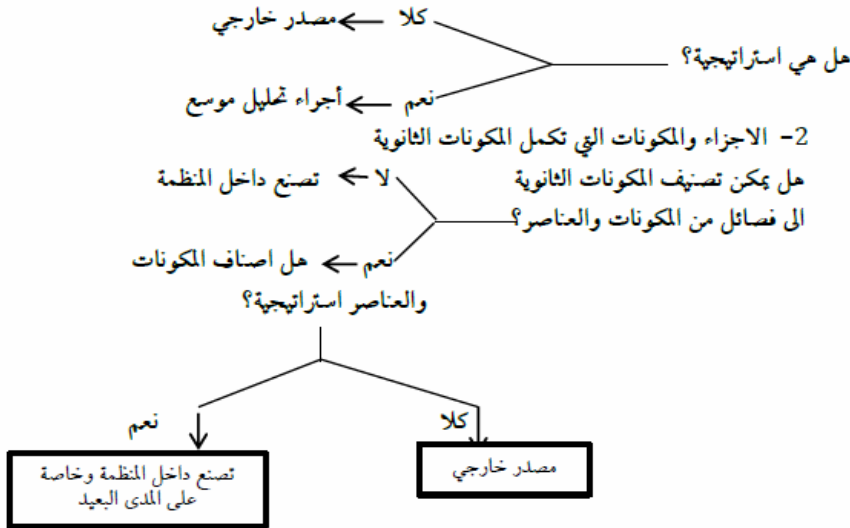 كلا ← مصدر خارجي
هل هي استراتيجية؟
نعم ← أجراء تحليل موسع
2- الاجزاء والمكونات التي تكمل المكونات الثانوية
هل يمكن تصنيف المكونات الثانوية لا ← تصنع داخل المنظمة
الى فصائل من المكونات والعناصر؟
نعم ← هل اصناف المكونات
والعناصر استراتيجية؟
كلا
نعم
مصدر خارجي
تصنع داخل المنظمة وخاصة
على المدى البعيد